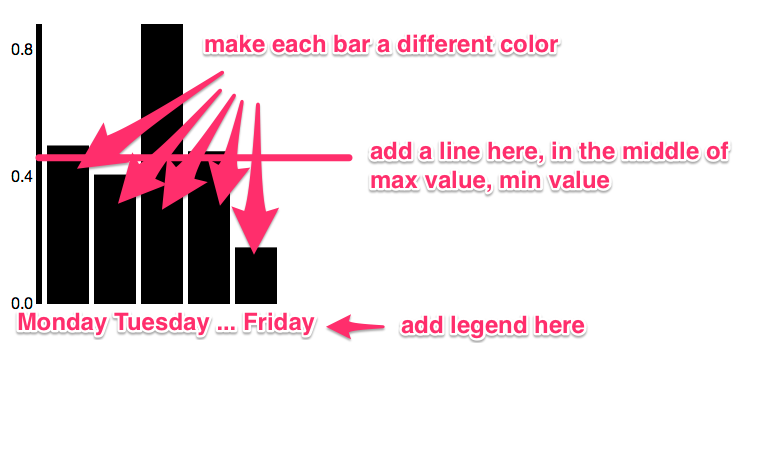 0.8
make each bar a different color
add a line here, in the middle of
max value, min value
0.4
0.0
Monday Tuesday ... Friday
add legend here